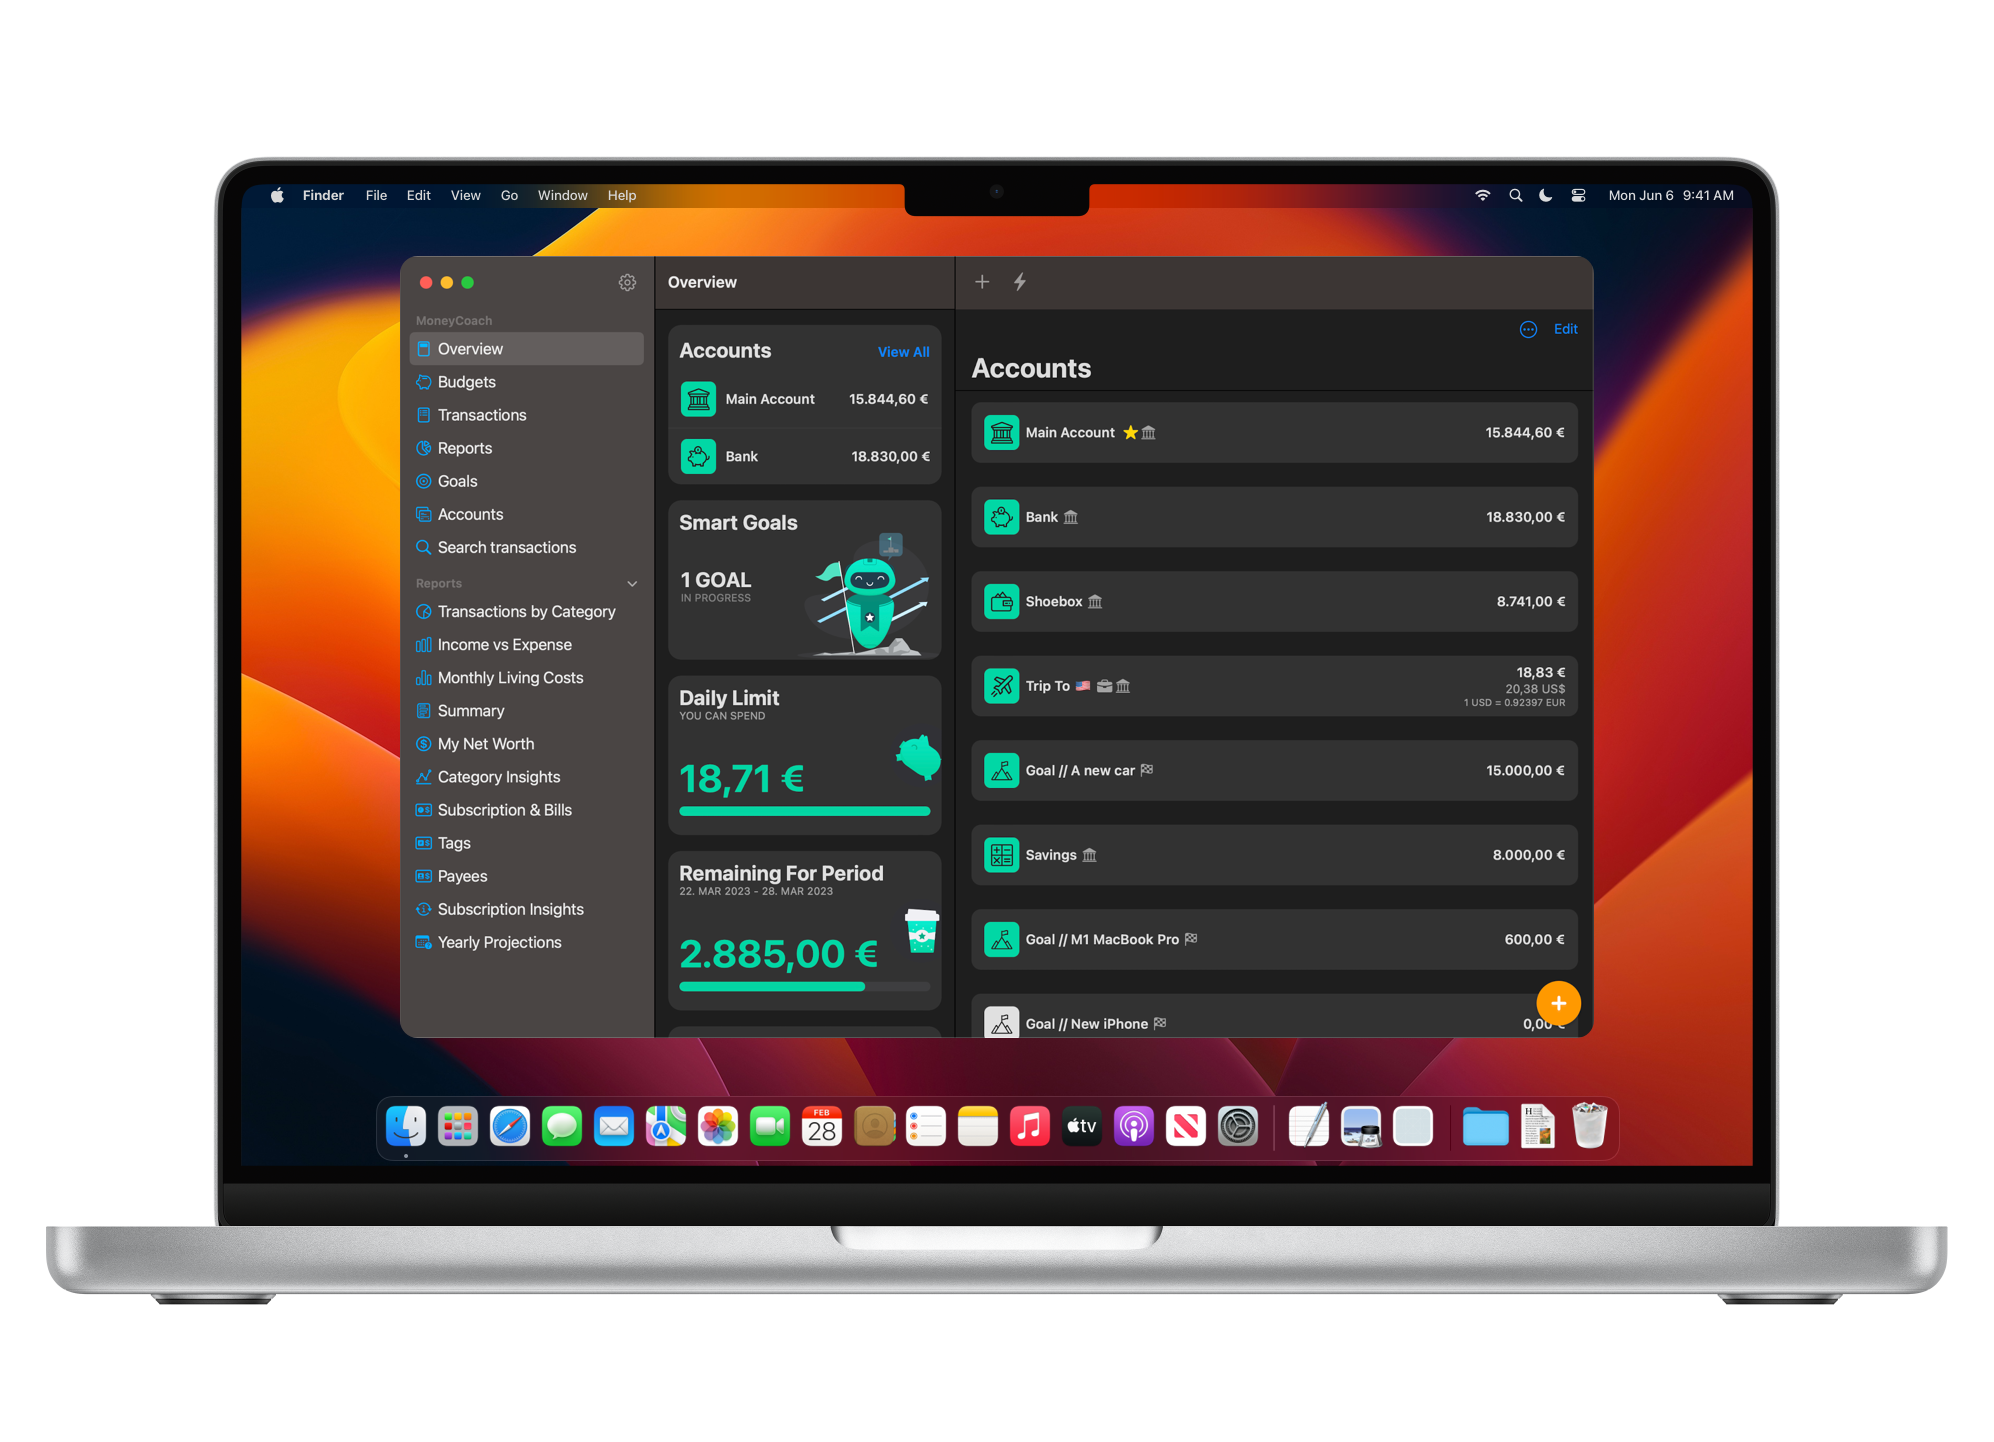 Finder File Edit View Go Window Help
Mon Jun 6 9:41 AM
MoneyCoach
Overview
Budgets
Transactions
Reports
Goals
Accounts
Search transactions
Reports
Transactions by Category
Income vs Expense
Monthly Living Costs
Summary
My Net Worth
Category Insights
Subscription & Bills
Tags
Payees
Subscription Insights
Yearly Projections
Overview
Accounts View All
Main Account 15.844,60 €
Bank 18.830,00 €
Smart Goals
1 GOAL
IN PROGRESS
Daily Limit
YOU CAN SPEND
18,71 €
Remaining For Period
22. MAR 2023 - 28. MAR 2023
2.885,00 €
Edit
Accounts
Main Account 15.844,60 €
Bank 18.830,00 €
Shoebox 8.741,00 €
Trip To 18,83 €
20,38 US$
1 USD = 0.92397 EUR
Goal // A new car 15.000,00 €
Savings 8.000,00 €
Goal // M1 MacBook Pro 600,00 €
Goal // New iPhone 0,00 €
FEB
28
tv